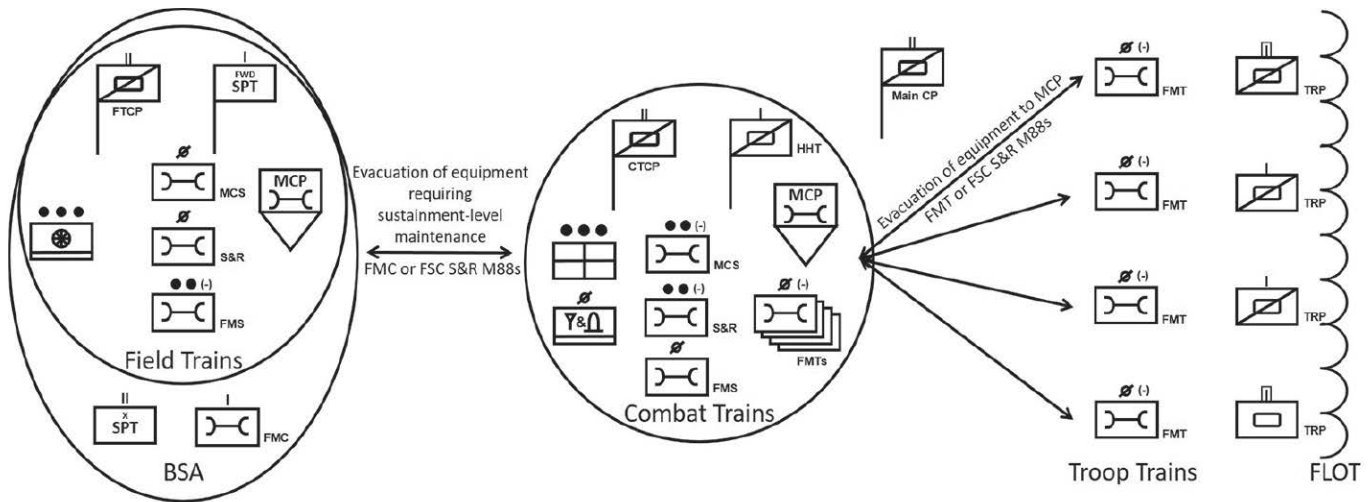 II
FTCP
I
FWD
SPT
MCS
MCP
S&R
(-)
FMS
Field Trains
II
X
SPT
I
FMC
BSA
Evacuation of equipment
requiring
sustainment-level
maintenance
FMC or FSC S&R M88s
II
CTCP
I
HHT
MCP
(-)
MCS
(-)
S&R
Y&
(-)
FMTs
FMS
Combat Trains
II
Main CP
Evacuation of equipment to MCP
FMT or FSC S&R M88s
(-)
FMT
I
TRP
(-)
FMT
I
TRP
(-)
FMT
I
TRP
(-)
FMT
I
TRP
Troop Trains
FLOT